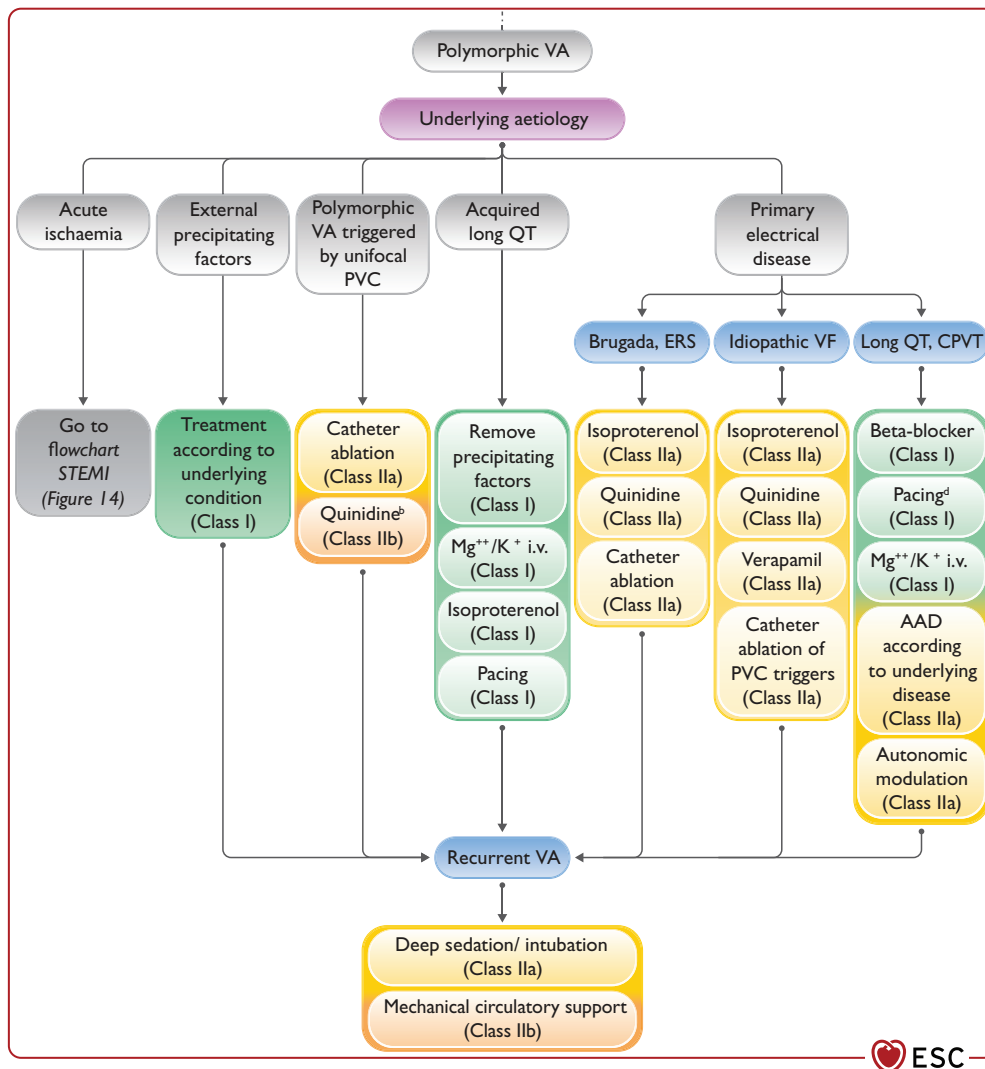 Polymorphic VA
Underlying aetiology
Acute
ischaemia
External
precipitating
factors
Polymorphic
VA triggered
by unifocal
PVC
Acquired
long QT
Primary
electrical
disease
Brugada, ERS
Idiopathic VF
Long QT, CPVT
Go to
flowchart
STEMI
(Figure 14)
Treatment
according to
underlying
condition
(Class I)
Catheter
ablation
(Class IIa)
Quinidineᵇ
(Class IIb)
Remove
precipitating
factors
(Class I)
Mg⁺⁺/K⁺ i.v.
(Class I)
Isoproterenol
(Class I)
Pacing
(Class I)
Isoproterenol
(Class IIa)
Quinidine
(Class IIa)
Catheter
ablation
(Class IIa)
Isoproterenol
(Class IIa)
Quinidine
(Class IIa)
Verapamil
(Class IIa)
Catheter
ablation of
PVC triggers
(Class IIa)
Beta-blocker
(Class I)
Pacingᵈ
(Class I)
Mg⁺⁺/K⁺ i.v.
(Class I)
AAD
according
to underlying
disease
(Class IIa)
Autonomic
modulation
(Class IIa)
Recurrent VA
Deep sedation/ intubation
(Class IIa)
Mechanical circulatory support
(Class IIb)
ESC